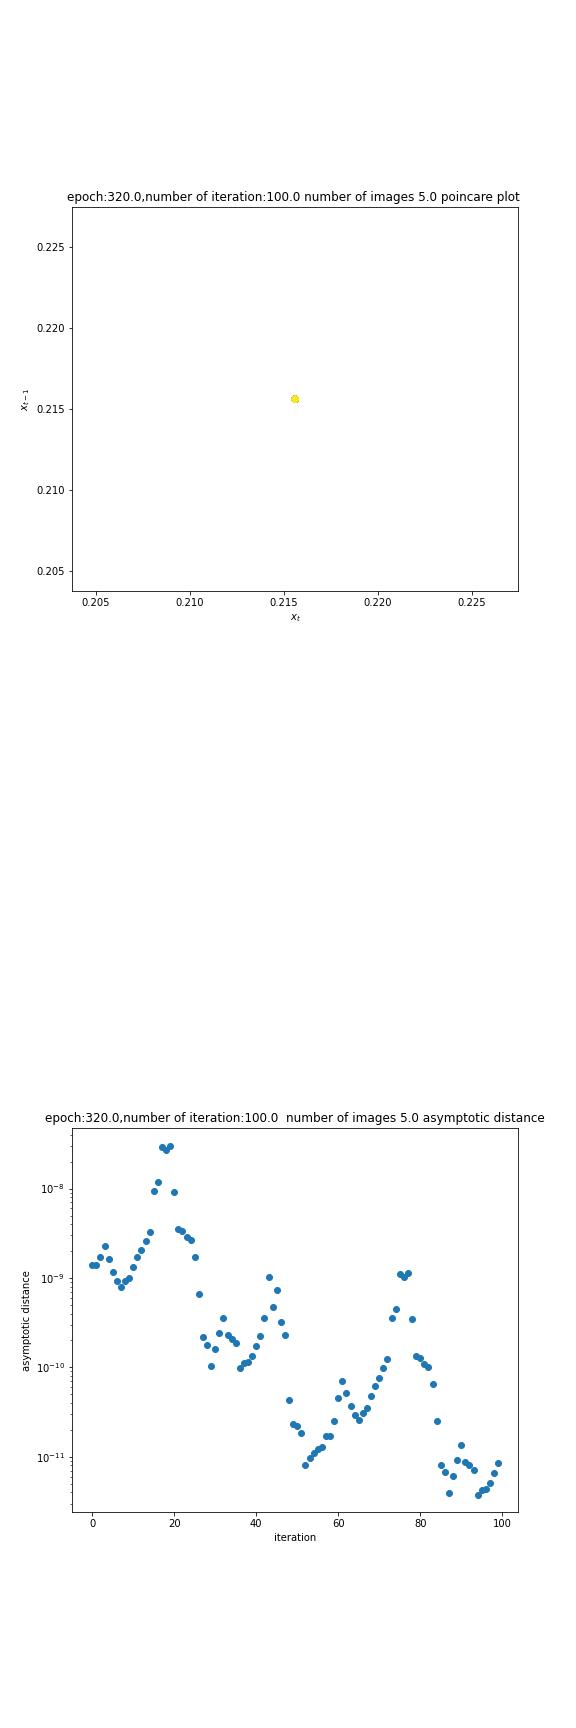 epoch:320.0,number of iteration:100.0 number of images 5.0 poincare plot
0.225
0.220
0.215
0.210
0.205
x_{t-1}
0.205 0.210 0.215 0.220 0.225
x_t
epoch:320.0,number of iteration:100.0  number of images 5.0 asymptotic distance
10^{-8}
10^{-9}
10^{-10}
10^{-11}
asymptotic distance
0 20 40 60 80 100
iteration